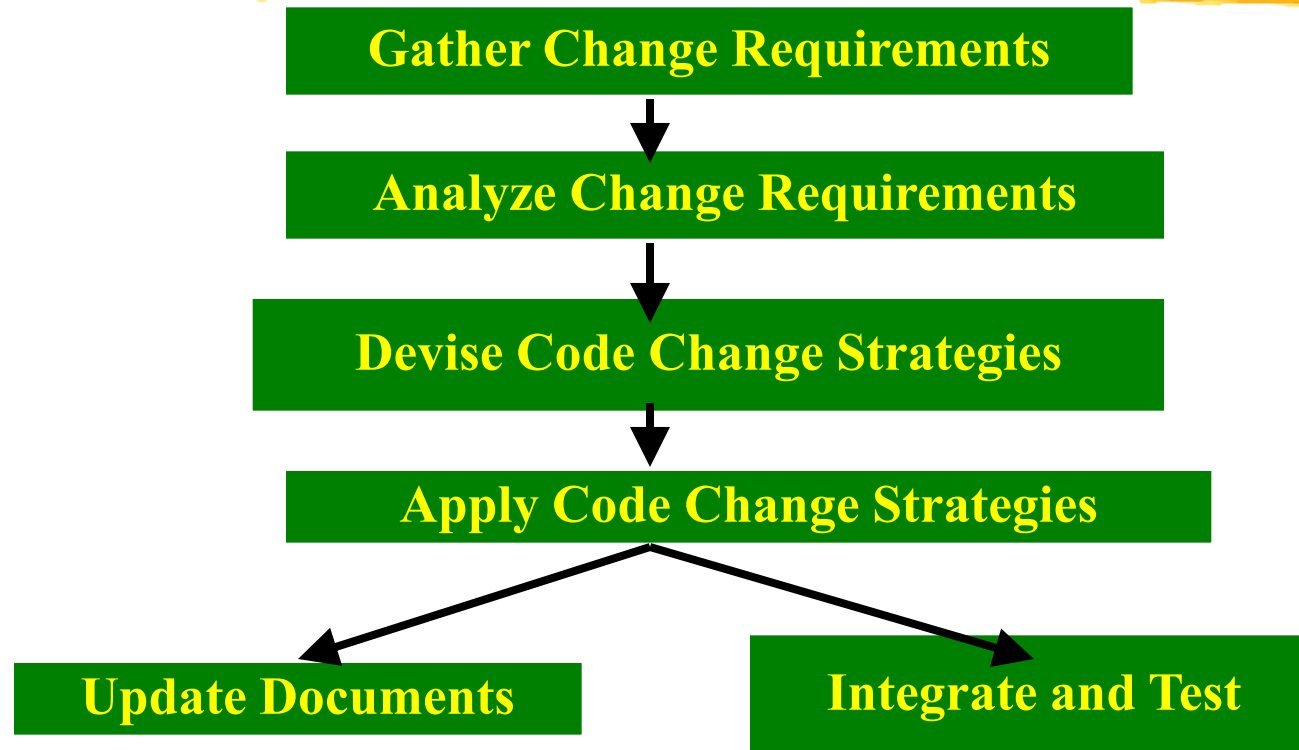 Gather Change Requirements
Analyze Change Requirements
Devise Code Change Strategies
Apply Code Change Strategies
Update Documents
Integrate and Test